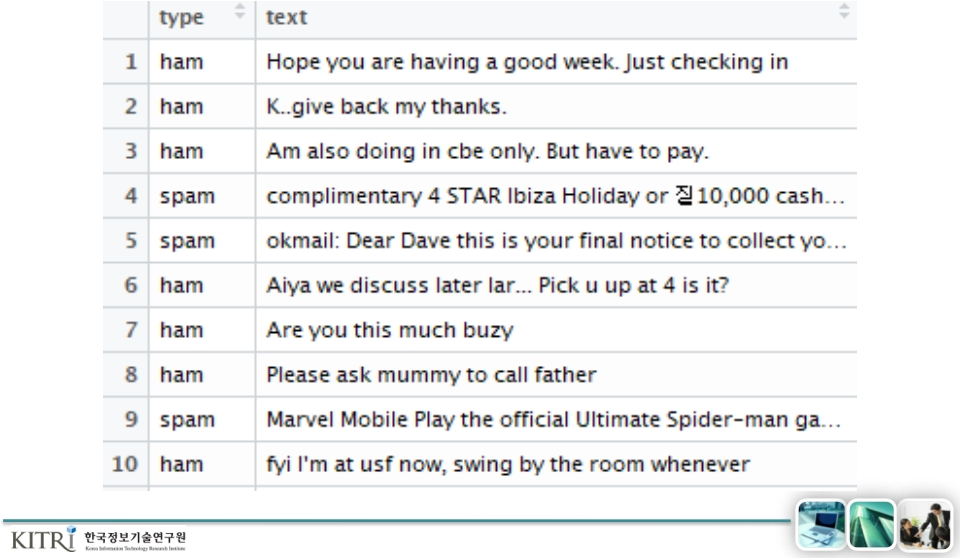 type text
1 ham Hope you are having a good week. Just checking in
2 ham K..give back my thanks.
3 ham Am also doing in cbe only. But have to pay.
4 spam complimentary 4 STAR Ibiza Holiday or 질10,000 cash...
5 spam okmail: Dear Dave this is your final notice to collect yo...
6 ham Aiya we discuss later lar... Pick u up at 4 is it?
7 ham Are you this much buzy
8 ham Please ask mummy to call father
9 spam Marvel Mobile Play the official Ultimate Spider-man ga...
10 ham fyi I'm at usf now, swing by the room whenever
KITRI 한국정보기술연구원
Korea Information Technology Research Institute